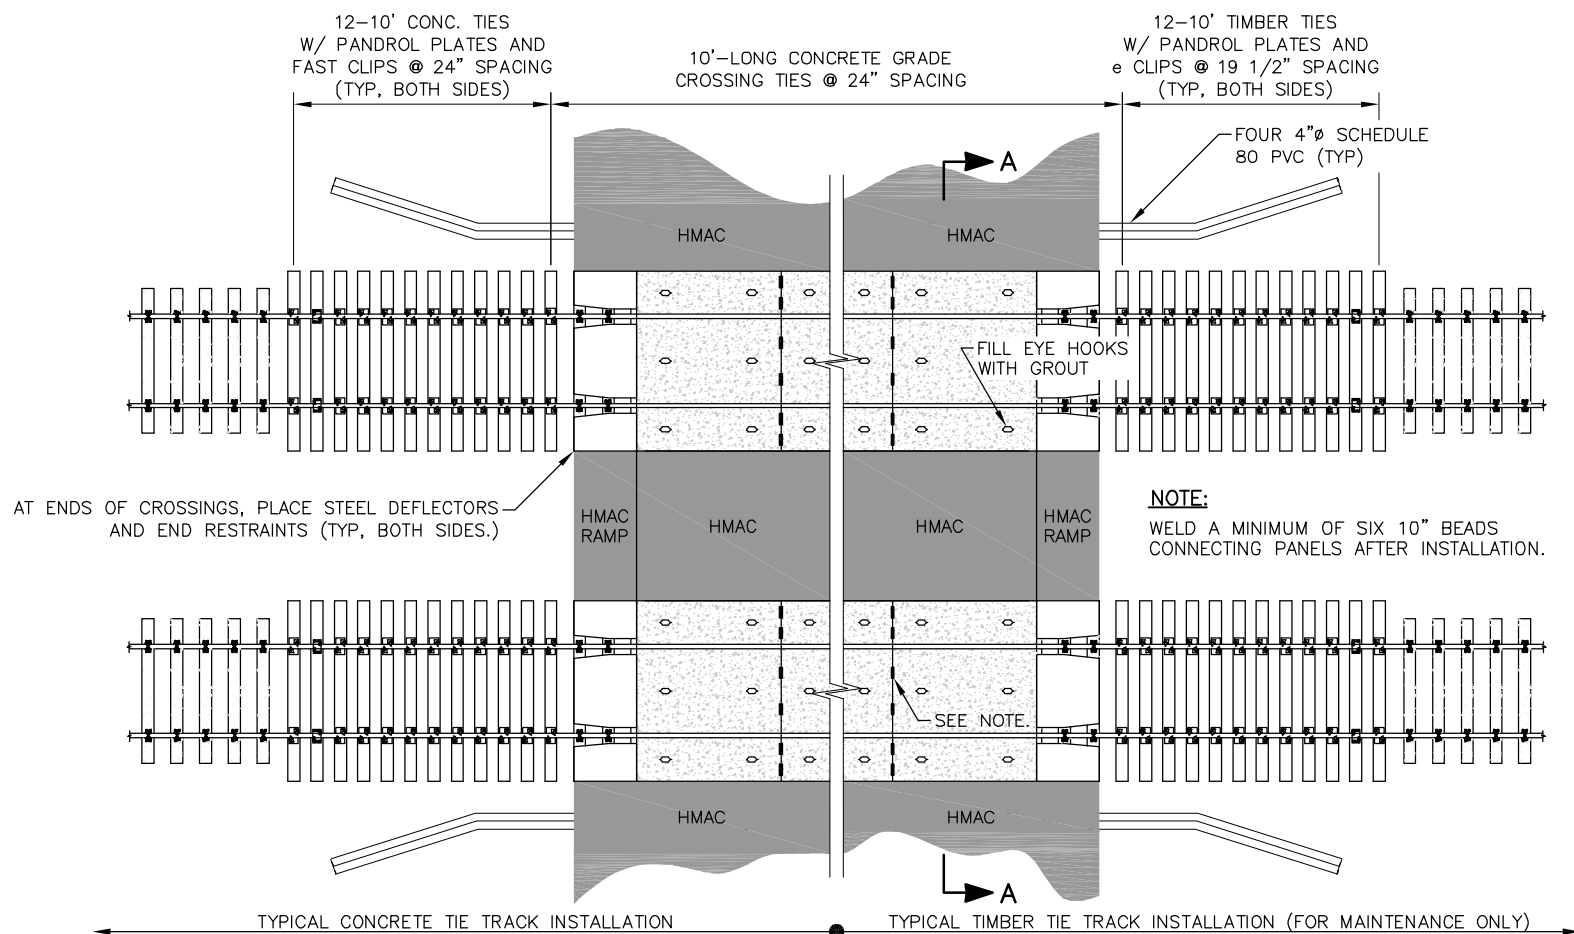 12-10' CONC. TIES
W/ PANDROL PLATES AND
FAST CLIPS @ 24" SPACING
(TYP, BOTH SIDES)
10'-LONG CONCRETE GRADE
CROSSING TIES @ 24" SPACING
12-10' TIMBER TIES
W/ PANDROL PLATES AND
e CLIPS @ 19 1/2" SPACING
(TYP, BOTH SIDES)
FOUR 4"ø SCHEDULE
80 PVC (TYP)
A
HMAC
HMAC
FILL EYE HOOKS
WITH GROUT
AT ENDS OF CROSSINGS, PLACE STEEL DEFLECTORS
AND END RESTRAINTS (TYP, BOTH SIDES.)
HMAC
RAMP
HMAC
HMAC
HMAC
RAMP
NOTE:
WELD A MINIMUM OF SIX 10" BEADS
CONNECTING PANELS AFTER INSTALLATION.
SEE NOTE.
HMAC
HMAC
A
TYPICAL CONCRETE TIE TRACK INSTALLATION
TYPICAL TIMBER TIE TRACK INSTALLATION (FOR MAINTENANCE ONLY)